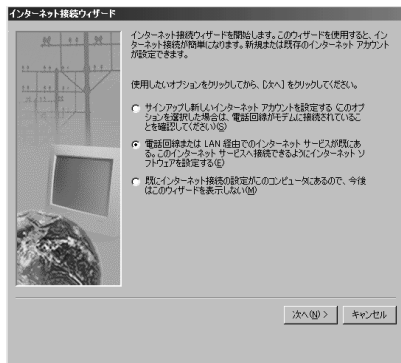 インターネット接続ウィザード
インターネット接続ウィザードを開始します。このウィザードを使用すると、イン
ターネット接続が簡単になります。新規または既存のインターネット アカウント
が設定できます。
使用したいオプションをクリックしてから、[次へ] をクリックしてください。
サインアップし新しいインターネット アカウントを設定する (このオプ
ションを選択した場合は、電話回線がモデムに接続されているこ
とを確認してください)(S)
電話回線または LAN 経由でのインターネット サービスが既にあ
る。このインターネット サービスへ接続できるようにインターネット ソ
フトウェアを設定する(E)
既にインターネット接続の設定がこのコンピュータにあるので、今後
はこのウィザードを表示しない(M)
次へ(N) >
キャンセル